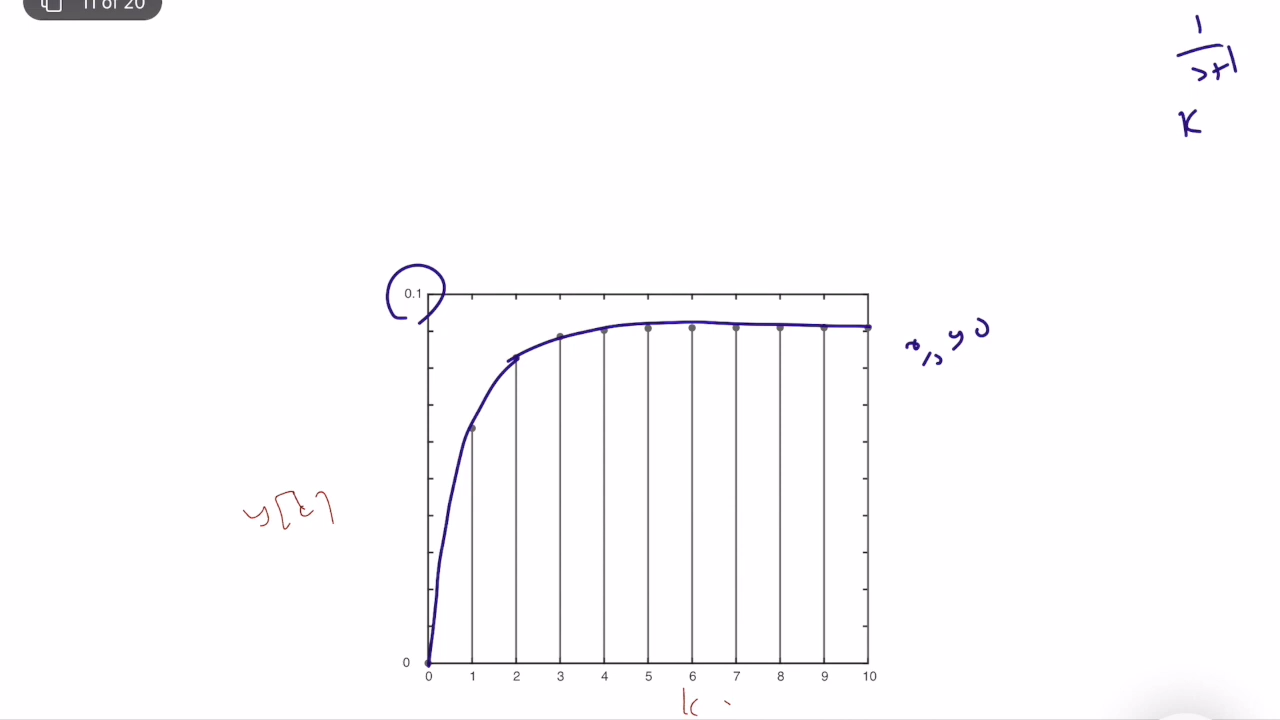 11 of 20
1
s+1
K
0.1
y[k]
0
0 1 2 3 4 5 6 7 8 9 10
k